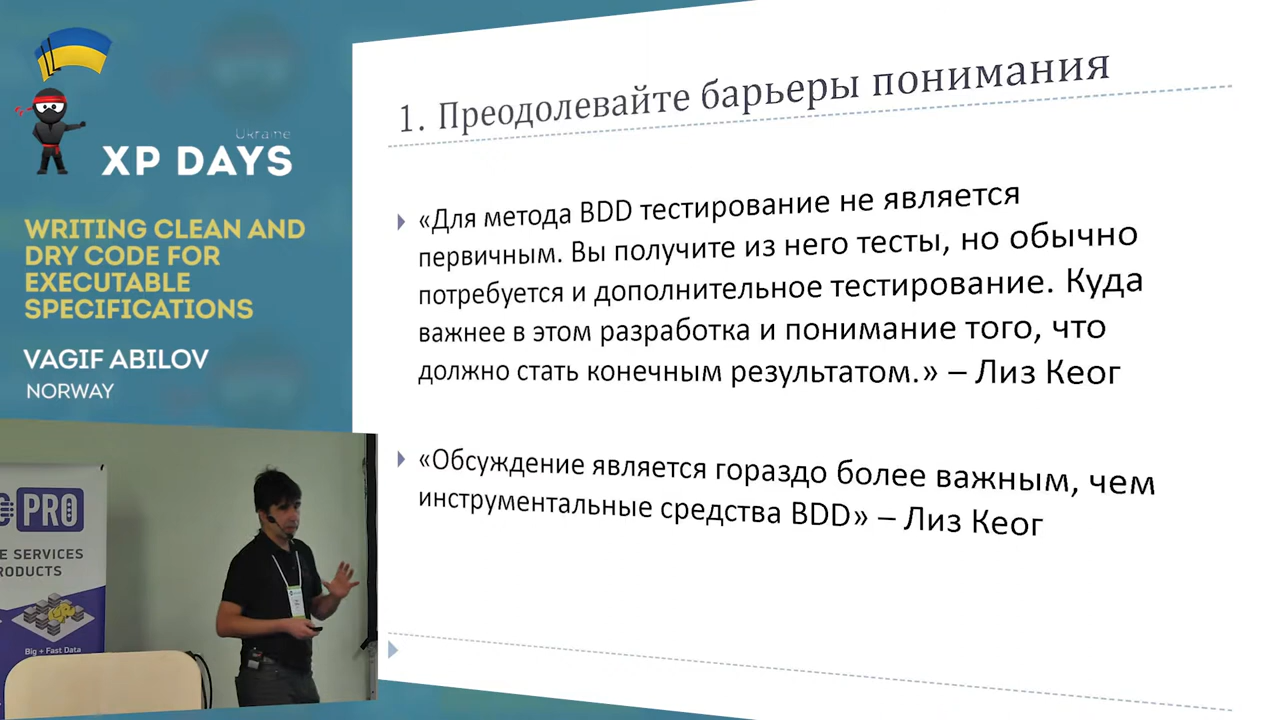 Ukraine
XP DAYS
WRITING CLEAN AND
DRY CODE FOR
EXECUTABLE
SPECIFICATIONS
VAGIF ABILOV
NORWAY
PRO
E SERVICES
RODUCTS
Big + Fast Data
1. Преодолевайте барьеры понимания
«Для метода BDD тестирование не является
первичным. Вы получите из него тесты, но обычно
потребуется и дополнительное тестирование. Куда
важнее в этом разработка и понимание того, что
должно стать конечным результатом.» – Лиз Кеог
«Обсуждение является гораздо более важным, чем
инструментальные средства BDD» – Лиз Кеог